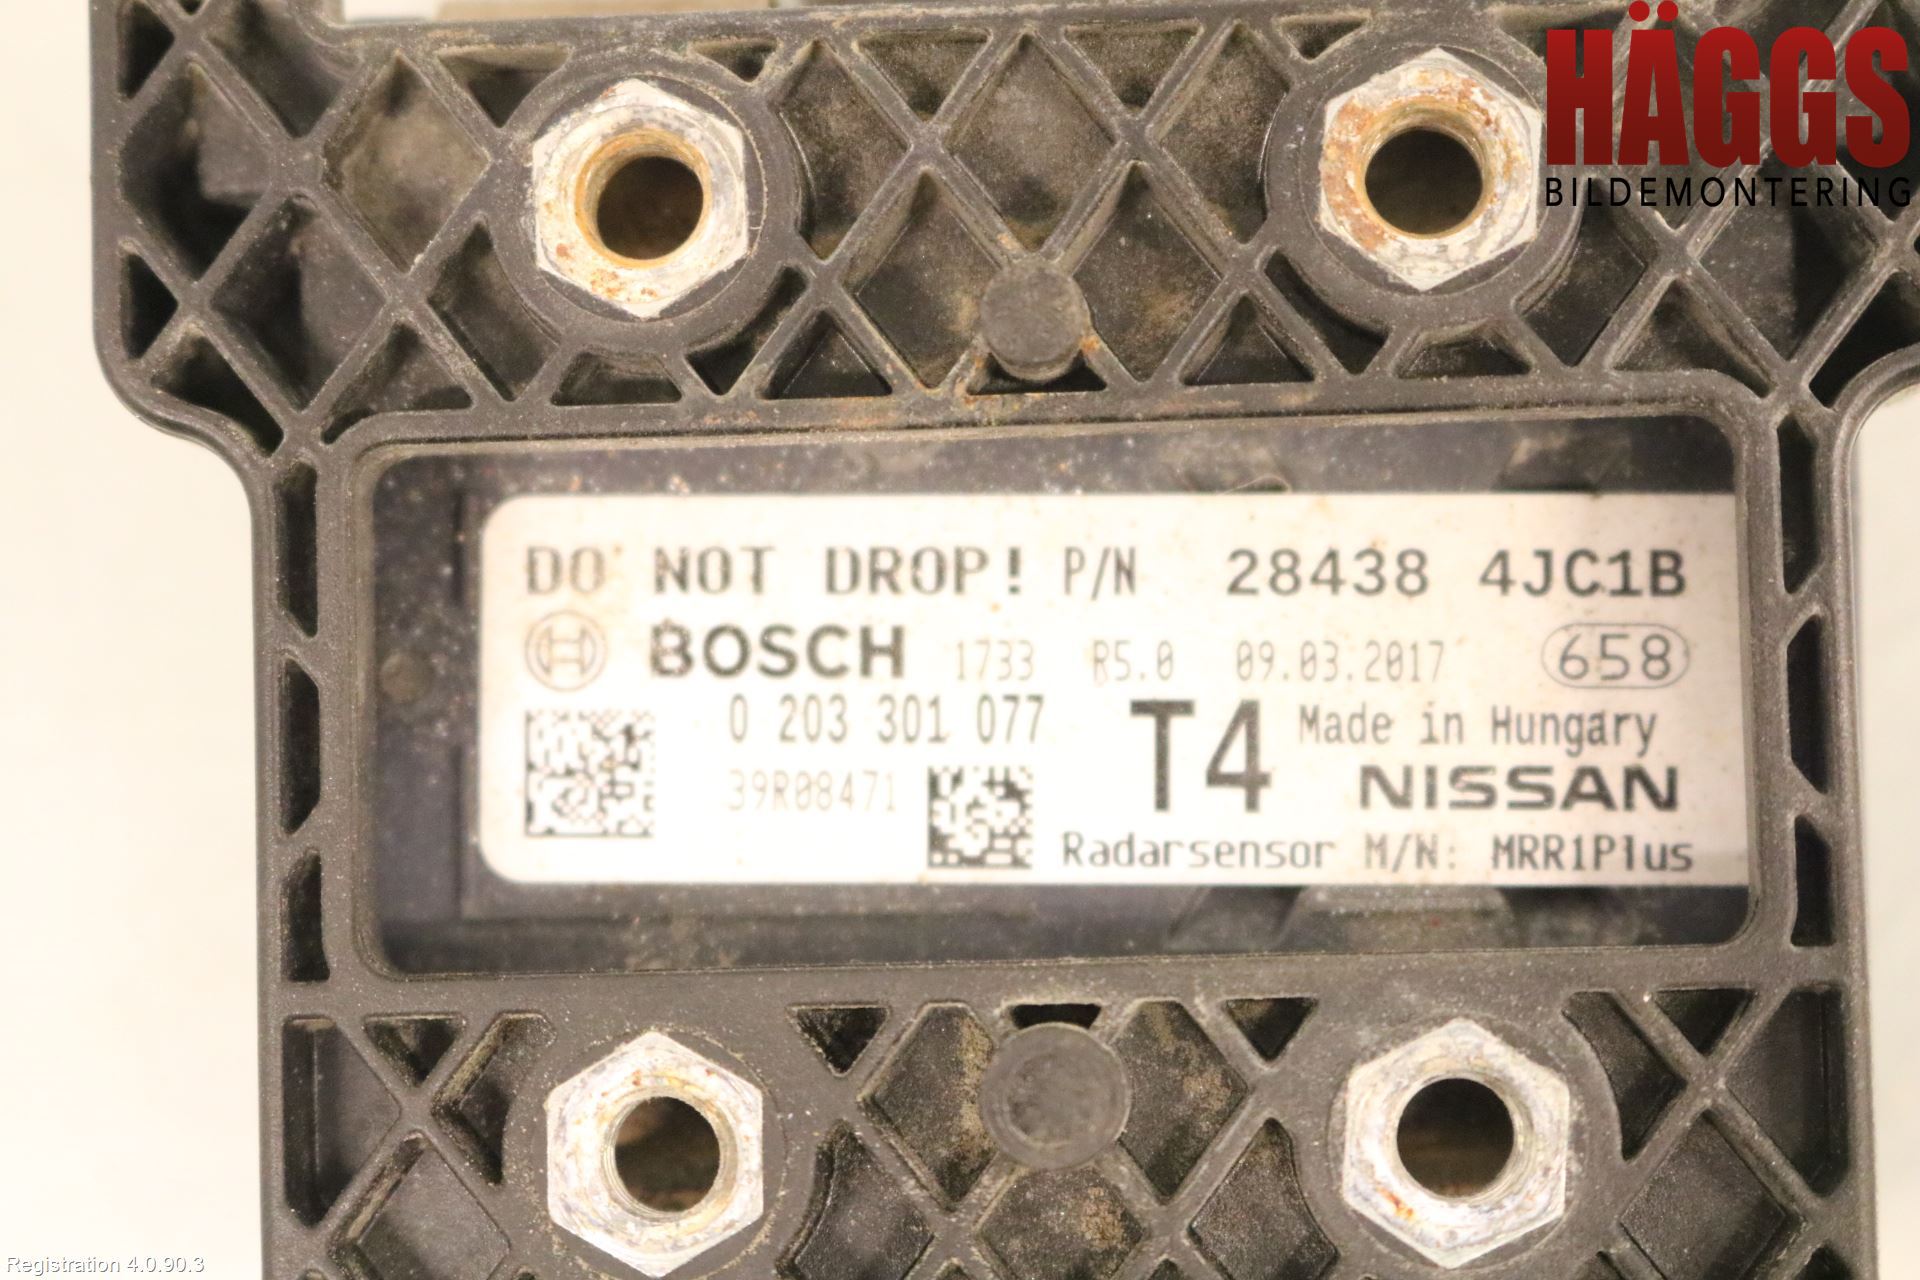 HÄGGS
BILDEMONTERING
DO NOT DROP! P/N 28438 4JC1B
BOSCH 1733 R5.0 09.03.2017 658
0 203 301 077 T4 Made in Hungary
39R08471 NISSAN
Radarsensor M/N: MRR1Plus
Registration 4.0.90.3